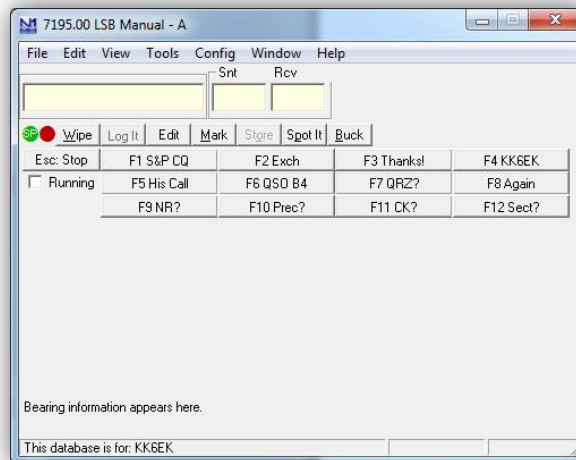 N1 7195.00 LSB Manual - A
File Edit View Tools Config Window Help
Snt Rcv
SP Wipe Log It Edit Mark Store Spot It Buck
Esc: Stop F1 S&P CQ F2 Exch F3 Thanks! F4 KK6EK
Running F5 His Call F6 QSO B4 F7 QRZ? F8 Again
F9 NR? F10 Prec? F11 CK? F12 Sect?
Bearing information appears here.
This database is for: KK6EK